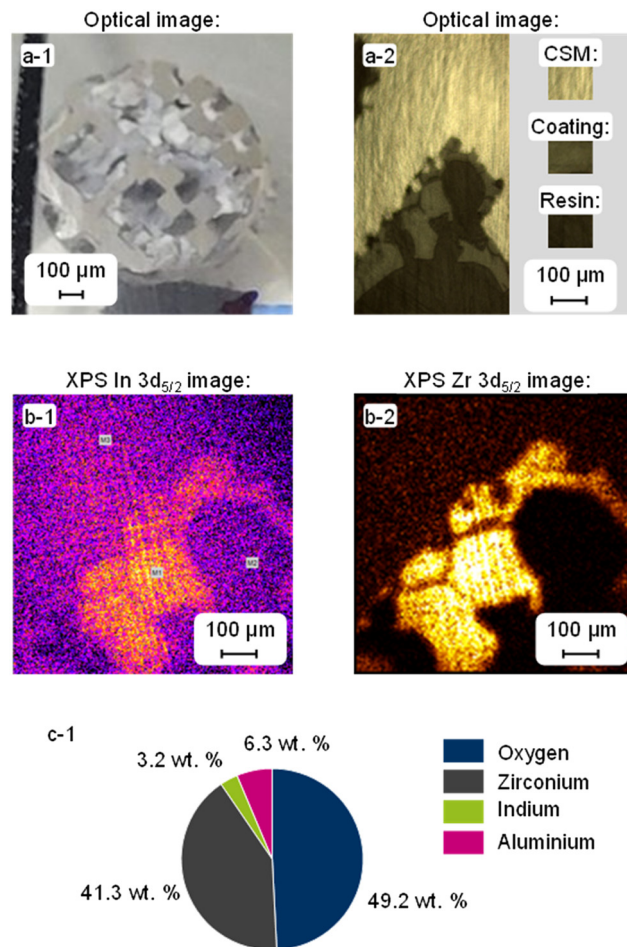 Optical image:
Optical image:
a-1
a-2
CSM:
Coating:
Resin:
100 µm
100 µm
XPS In 3d5/2 image:
XPS Zr 3d5/2 image:
b-1
b-2
M3
M1
M2
100 µm
100 µm
c-1
3.2 wt. %
6.3 wt. %
41.3 wt. %
49.2 wt. %
Oxygen
Zirconium
Indium
Aluminium